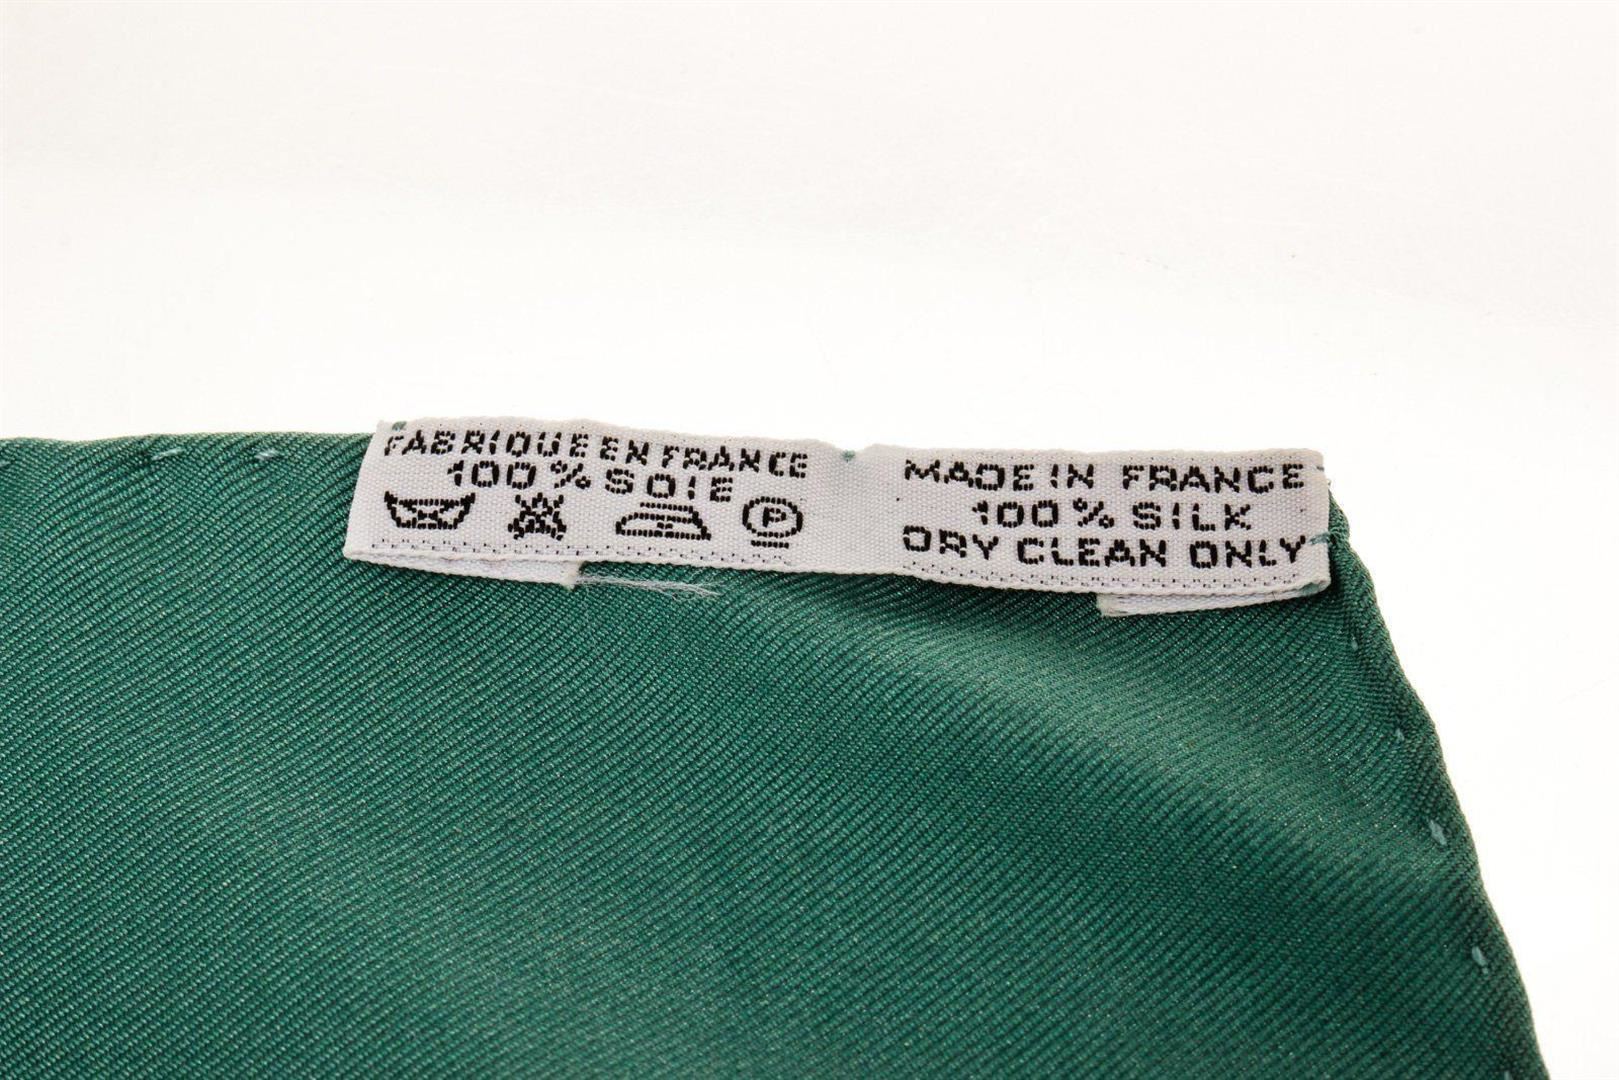 FABRIQUE EN FRANCE
100% SOIE
P
MADE IN FRANCE
100% SILK
DRY CLEAN ONLY